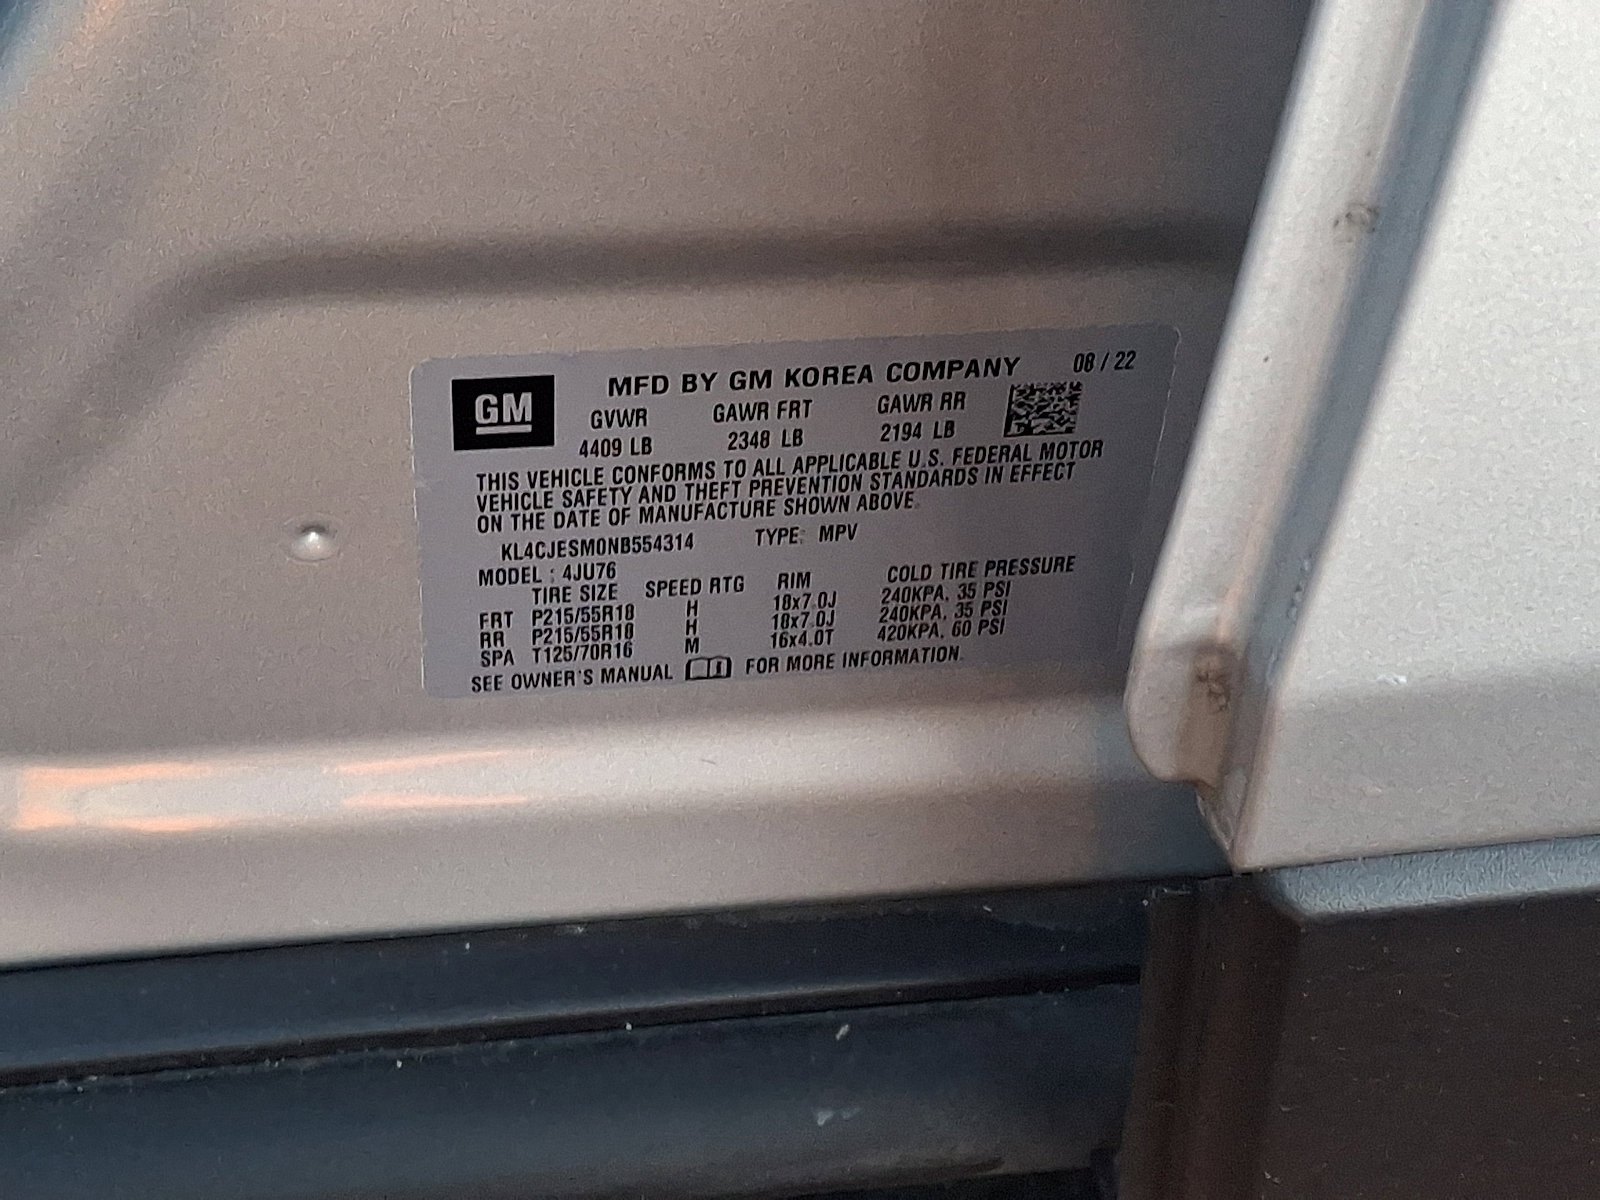 GM
MFD BY GM KOREA COMPANY 08 / 22
GVWR GAWR FRT GAWR RR
4409 LB 2348 LB 2194 LB
THIS VEHICLE CONFORMS TO ALL APPLICABLE U.S. FEDERAL MOTOR
VEHICLE SAFETY AND THEFT PREVENTION STANDARDS IN EFFECT
ON THE DATE OF MANUFACTURE SHOWN ABOVE.
KL4CJESM0NB554314 TYPE: MPV
MODEL : 4JU76
TIRE SIZE SPEED RTG RIM COLD TIRE PRESSURE
FRT P215/55R18 H 18x7.0J 240KPA, 35 PSI
RR P215/55R18 H 18x7.0J 240KPA, 35 PSI
SPA T125/70R16 M 16x4.0T 420KPA, 60 PSI
SEE OWNER'S MANUAL FOR MORE INFORMATION.